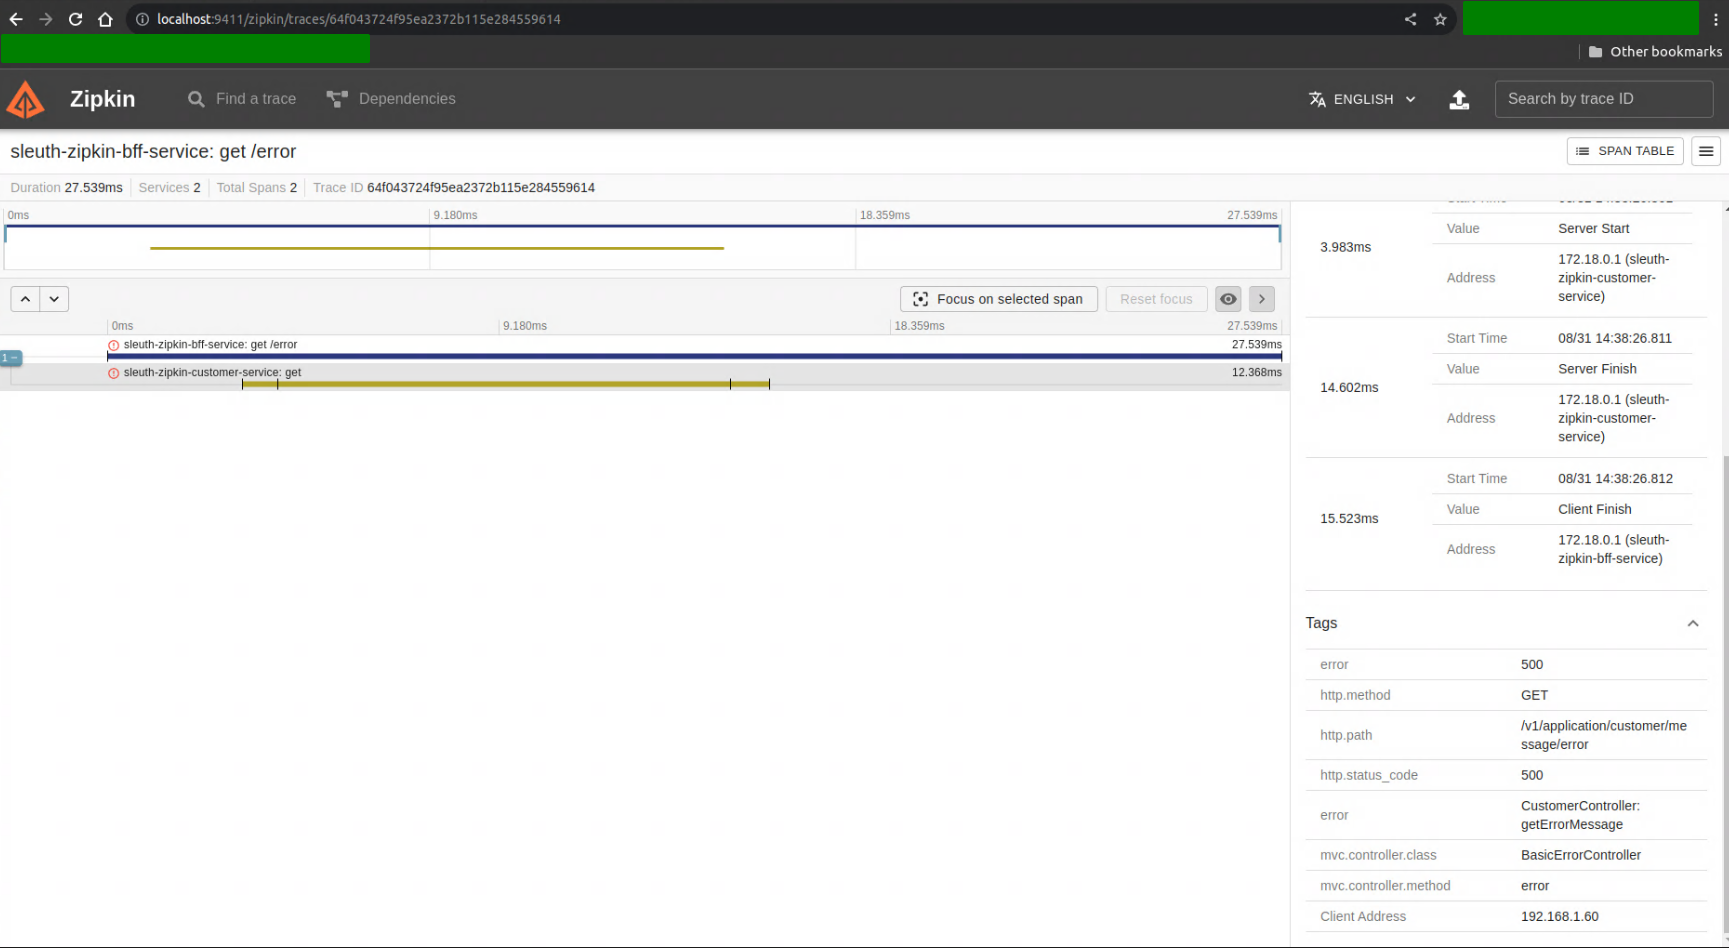 localhost:9411/zipkin/traces/64f043724f95ea2372b115e284559614
Other bookmarks
Zipkin
Find a trace
Dependencies
ENGLISH
Search by trace ID
sleuth-zipkin-bff-service: get /error
SPAN TABLE
Duration 27.539ms Services 2 Total Spans 2 Trace ID 64f043724f95ea2372b115e284559614
0ms 9.180ms 18.359ms 27.539ms
Focus on selected span
Reset focus
0ms 9.180ms 18.359ms 27.539ms
sleuth-zipkin-bff-service: get /error 27.539ms
1 −
sleuth-zipkin-customer-service: get 12.368ms
3.983ms
Value Server Start
Address 172.18.0.1 (sleuth-
zipkin-customer-
service)
14.602ms
Start Time 08/31 14:38:26.811
Value Server Finish
Address 172.18.0.1 (sleuth-
zipkin-customer-
service)
15.523ms
Start Time 08/31 14:38:26.812
Value Client Finish
Address 172.18.0.1 (sleuth-
zipkin-bff-service)
Tags
error 500
http.method GET
http.path /v1/application/customer/me
ssage/error
http.status_code 500
error CustomerController:
getErrorMessage
mvc.controller.class BasicErrorController
mvc.controller.method error
Client Address 192.168.1.60